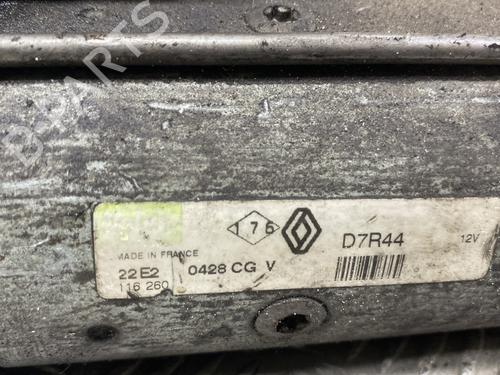 D-PARTS
176
D7R44
12V
MADE IN FRANCE
22E2
0428 CG V
116 260